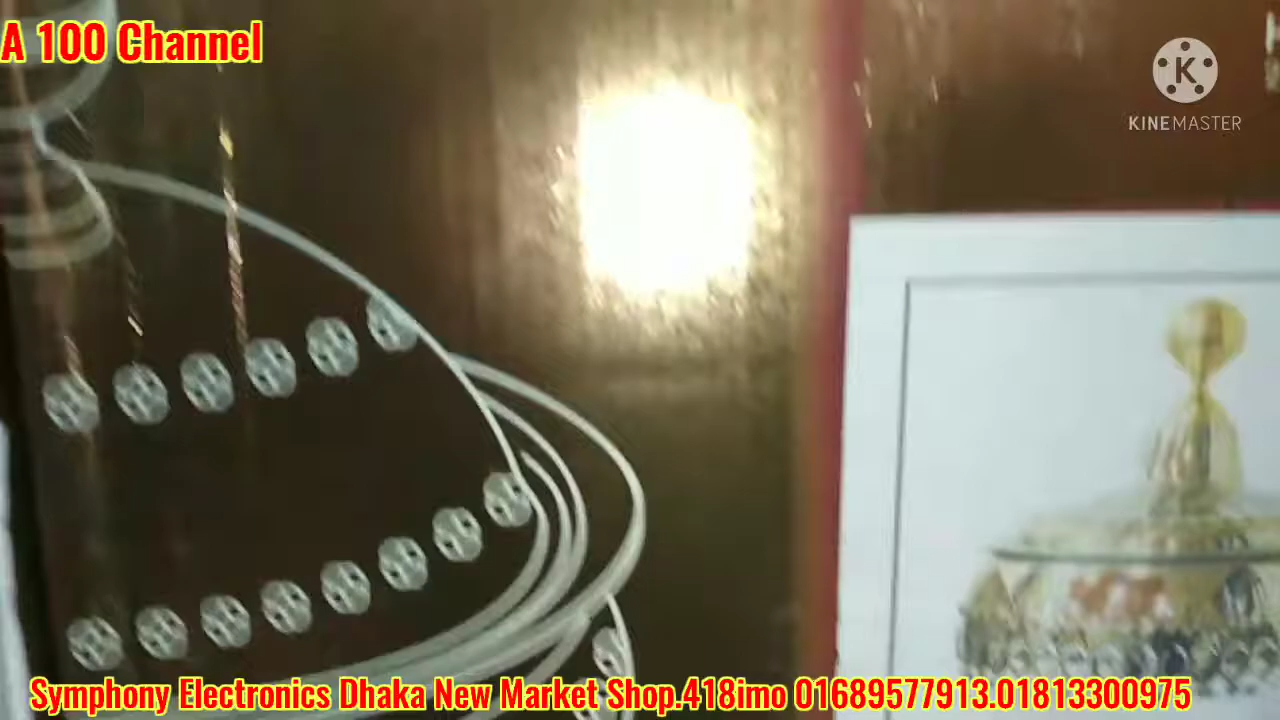 A 100 Channel
K
KINEMASTER
Symphony Electronics Dhaka New Market Shop.418imo 01689577913.01813300975